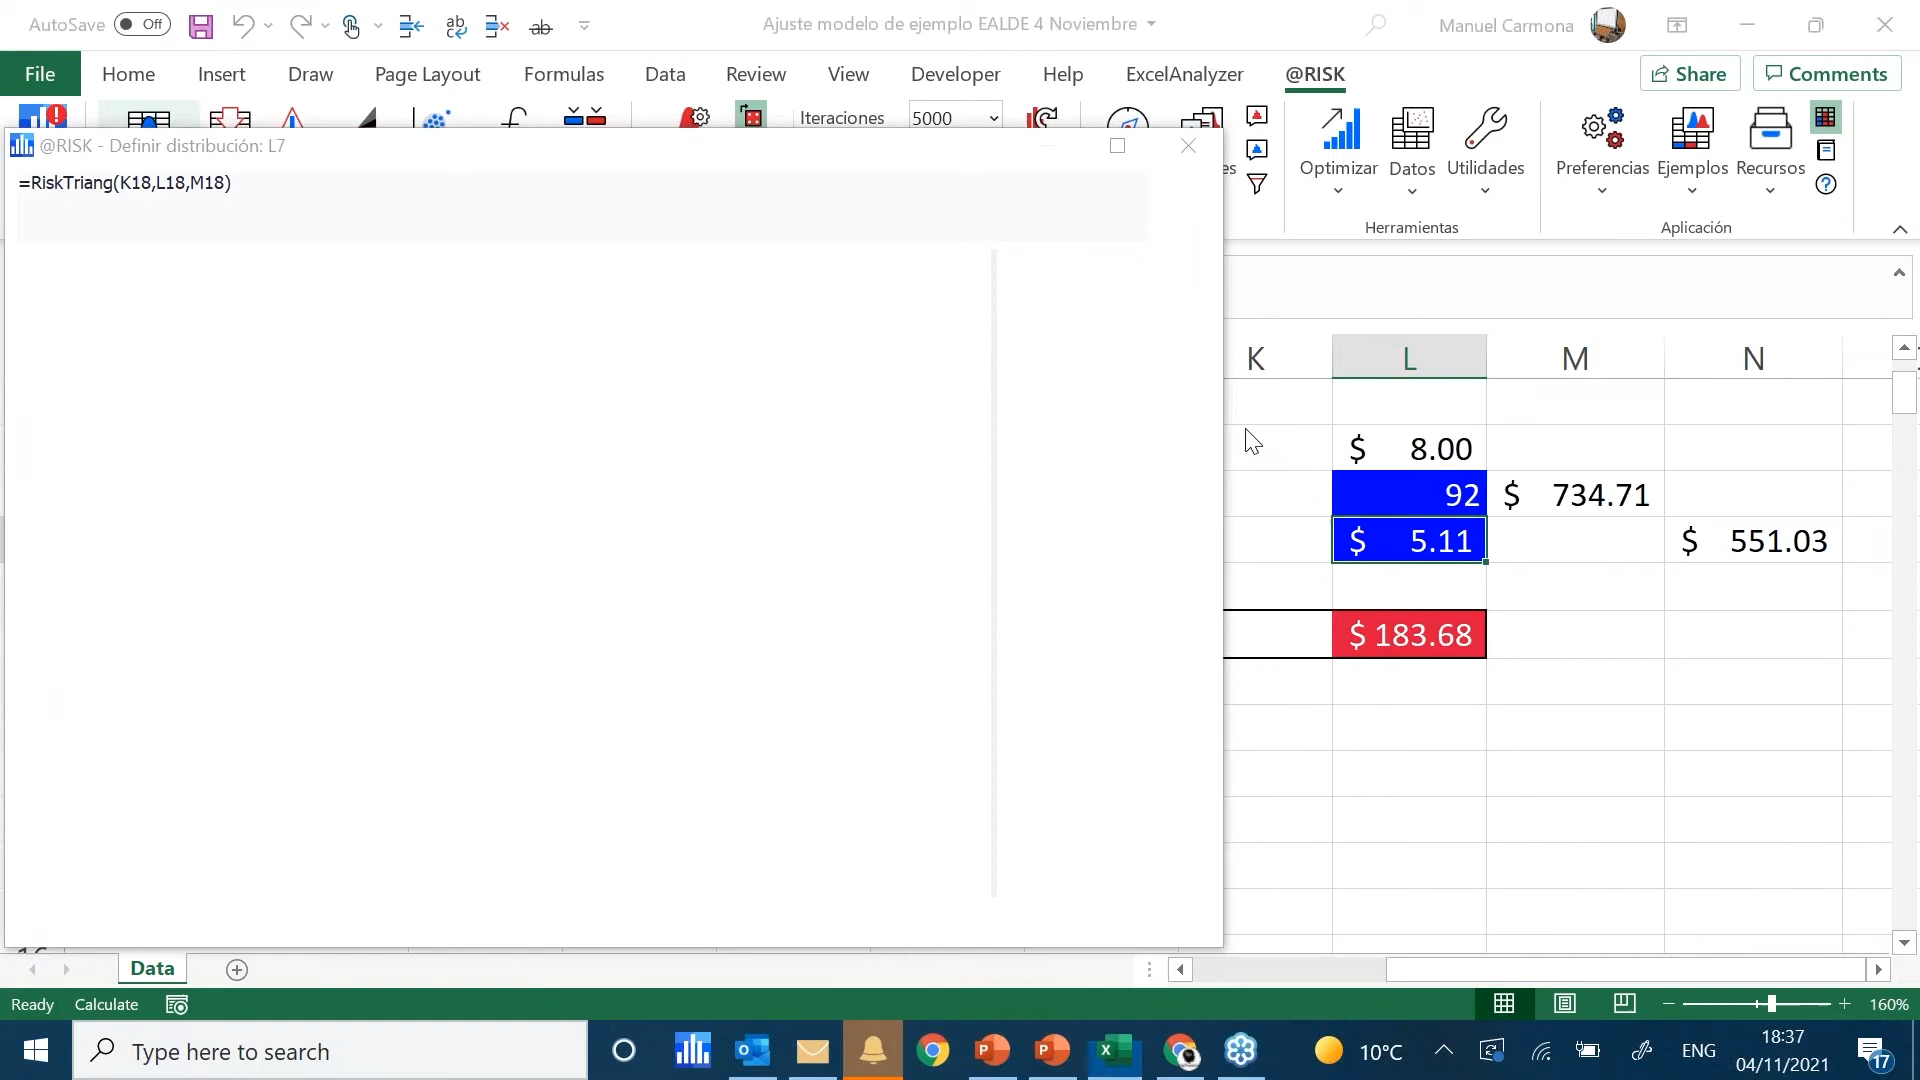 AutoSave Off Ajuste modelo de ejemplo EALDE 4 Noviembre Manuel Carmona
File Home Insert Draw Page Layout Formulas Data Review View Developer Help ExcelAnalyzer @RISK Share Comments
Iteraciones 5000
@RISK - Definir distribución: L7
=RiskTriang(K18,L18,M18)
Optimizar Datos Utilidades Preferencias Ejemplos Recursos
Herramientas Aplicación
K L M N
$ 8.00
92 $ 734.71
$ 5.11 $ 551.03
$ 183.68
Data
Ready Calculate 160%
Type here to search
10°C ENG
18:37
04/11/2021
17